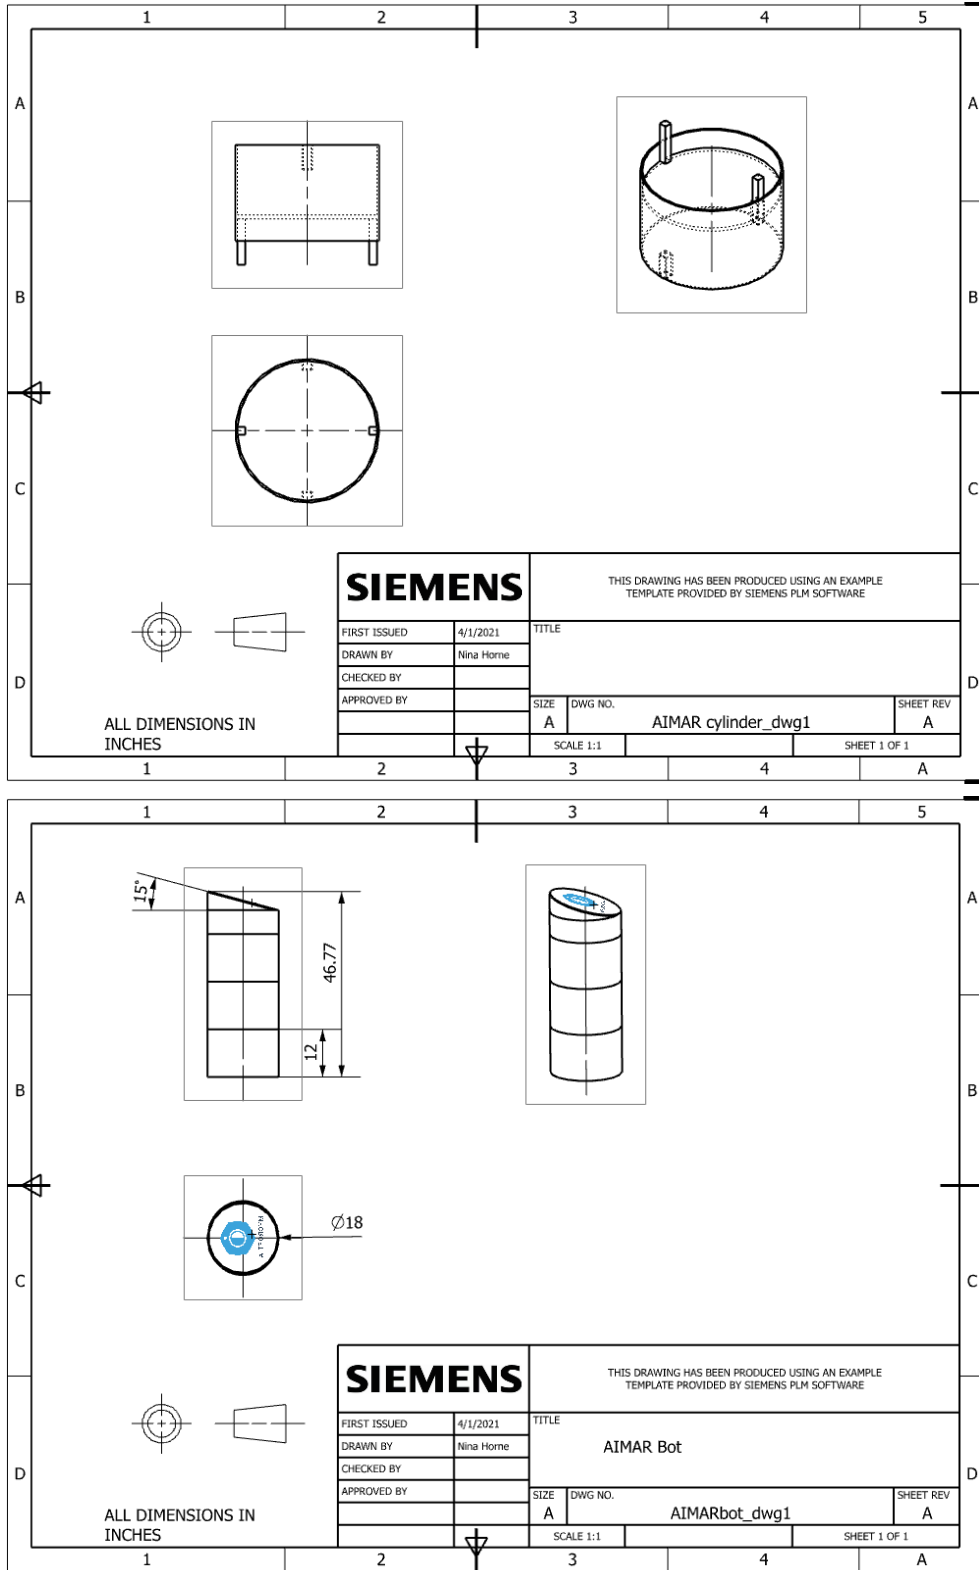 1 2 3 4 5
A A
B B
C C
D D
SIEMENS
THIS DRAWING HAS BEEN PRODUCED USING AN EXAMPLE
TEMPLATE PROVIDED BY SIEMENS PLM SOFTWARE
FIRST ISSUED 4/1/2021
TITLE
DRAWN BY Nina Horne
CHECKED BY
APPROVED BY
SIZE DWG NO. SHEET REV
A AIMAR cylinder_dwg1 A
SCALE 1:1 SHEET 1 OF 1
ALL DIMENSIONS IN
INCHES
1 2 3 4 A
1 2 3 4 5
A A
15°
46.77
12
B B
Ø18
C C
SIEMENS
THIS DRAWING HAS BEEN PRODUCED USING AN EXAMPLE
TEMPLATE PROVIDED BY SIEMENS PLM SOFTWARE
FIRST ISSUED 4/1/2021
TITLE
DRAWN BY Nina Horne
AIMAR Bot
CHECKED BY
D D
APPROVED BY
SIZE DWG NO. SHEET REV
A AIMARbot_dwg1 A
SCALE 1:1 SHEET 1 OF 1
ALL DIMENSIONS IN
INCHES
1 2 3 4 A